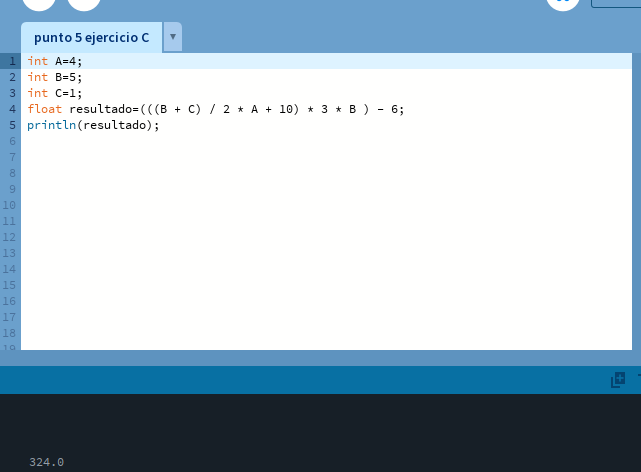 punto 5 ejercicio C
1 int A=4;
2 int B=5;
3 int C=1;
4 float resultado=(((B + C) / 2 * A + 10) * 3 * B ) - 6;
5 println(resultado);
6
7
8
9
10
11
12
13
14
15
16
17
18
19
324.0